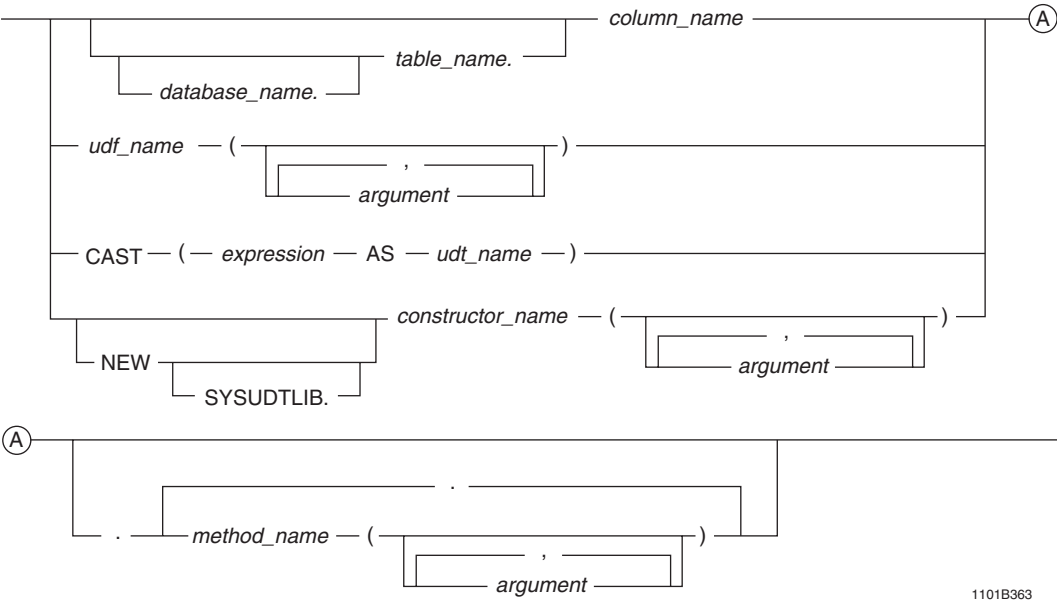 column_name A
table_name.
database_name.
udf_name ( )
,
argument
CAST ( expression AS udt_name )
constructor_name ( )
,
NEW argument
SYSUDTLIB.
A
.
. method_name ( )
,
argument
1101B363